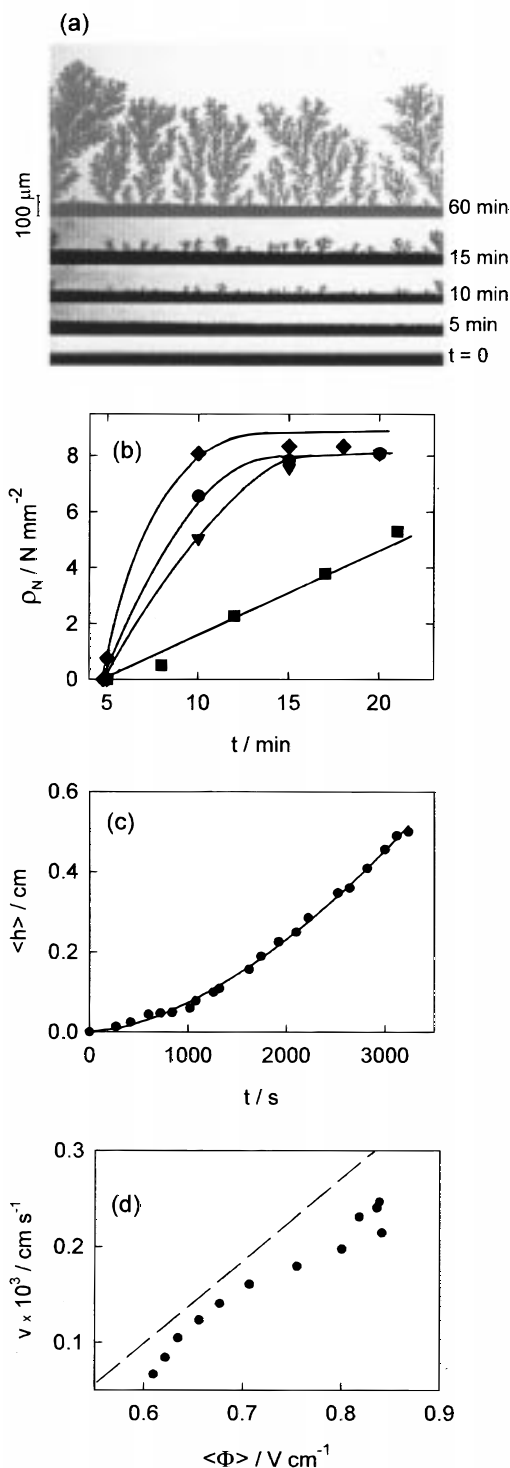 (a)
100 μm
60 min
15 min
10 min
5 min
t = 0
(b)
ρN / N mm⁻²
8
6
4
2
0
5 10 15 20
t / min
(c)
<h> / cm
0.6
0.4
0.2
0.0
0 1000 2000 3000
t / s
(d)
v x 10³ / cm s⁻¹
0.3
0.2
0.1
0.6 0.7 0.8 0.9
<Φ> / V cm⁻¹